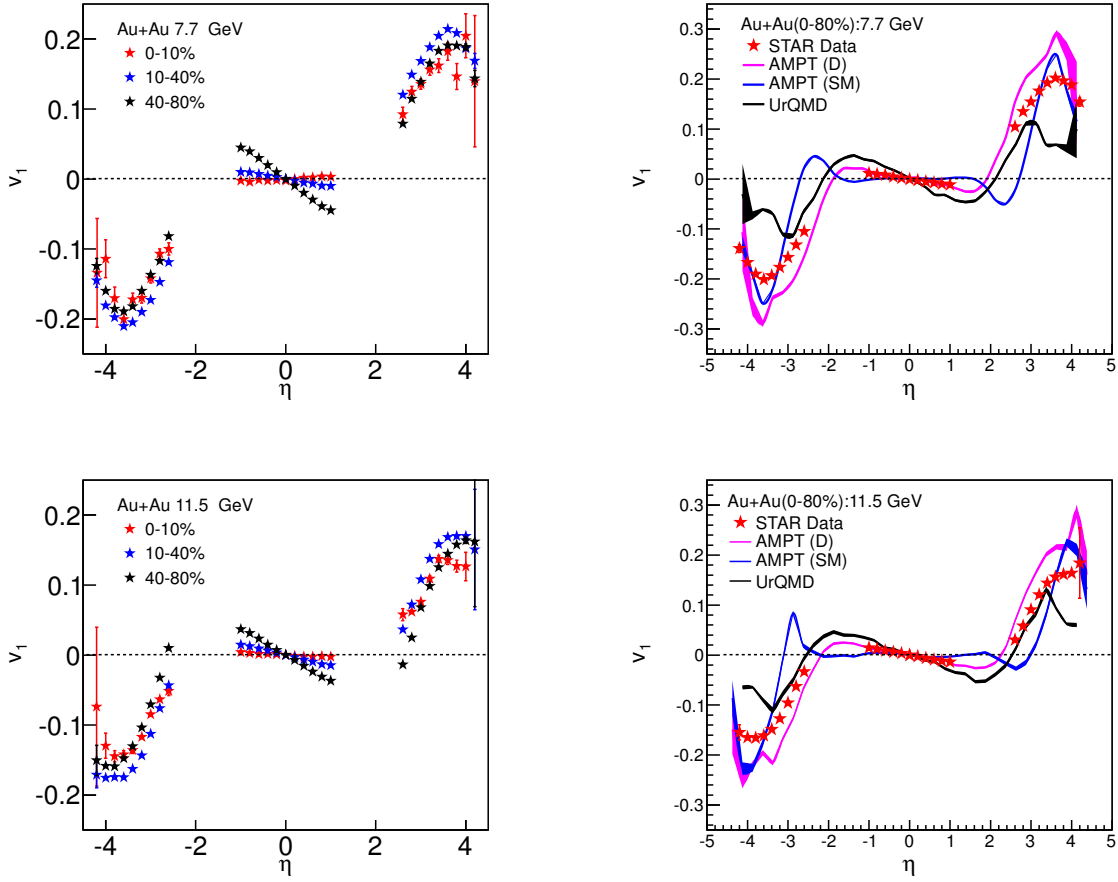 Au+Au 7.7 GeV
0-10%
10-40%
40-80%
0.2
0.1
0
-0.1
-0.2
v1
-4 -2 0 2 4
η
Au+Au(0-80%):7.7 GeV
STAR Data
AMPT (D)
AMPT (SM)
UrQMD
0.3
0.2
0.1
0
-0.1
-0.2
-0.3
v1
-5 -4 -3 -2 -1 0 1 2 3 4 5
η
Au+Au 11.5 GeV
0-10%
10-40%
40-80%
0.2
0.1
0
-0.1
-0.2
v1
-4 -2 0 2 4
η
Au+Au(0-80%):11.5 GeV
STAR Data
AMPT (D)
AMPT (SM)
UrQMD
0.3
0.2
0.1
0
-0.1
-0.2
-0.3
v1
-5 -4 -3 -2 -1 0 1 2 3 4 5
η